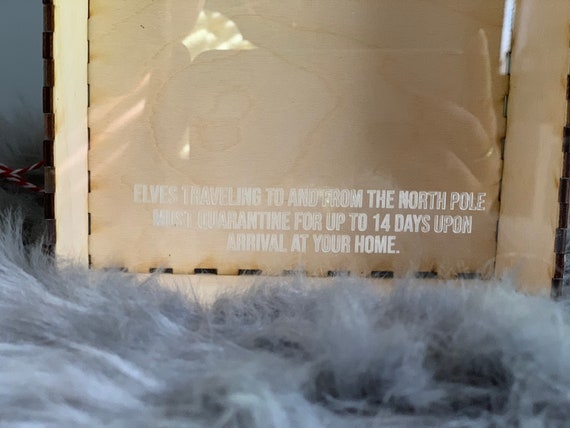 ELVES TRAVELING TO AND FROM THE NORTH POLE
MUST QUARANTINE FOR UP TO 14 DAYS UPON
ARRIVAL AT YOUR HOME.